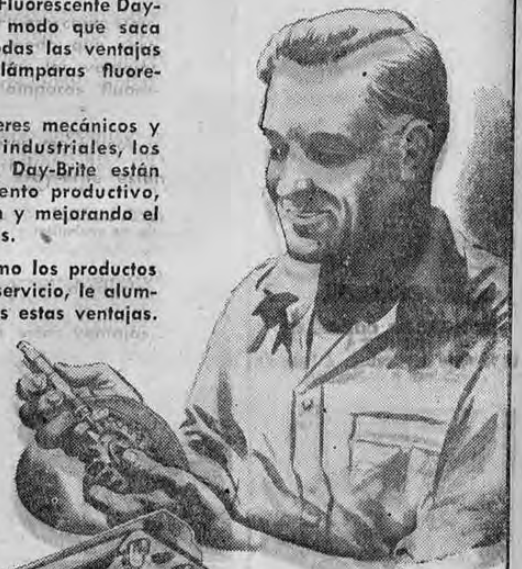 Fluorescente Day-
modo que saca
das las ventajas
lámparas fluore-
eres mecánicos y
industriales, los
Day-Brite están
ento productivo,
y mejorando el
s.
mo los productos
servicio, le alum-
s estas ventajas.